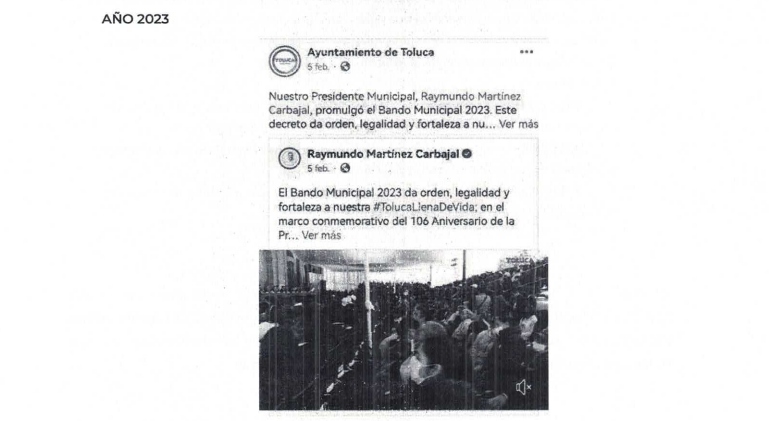 AÑO 2023
Ayuntamiento de Toluca
5 feb. ·
Nuestro Presidente Municipal, Raymundo Martínez
Carbajal, promulgó el Bando Municipal 2023. Este
decreto da orden, legalidad y fortaleza a nu... Ver más
Raymundo Martínez Carbajal
5 feb. ·
El Bando Municipal 2023 da orden, legalidad y
fortaleza a nuestra #TolucaLlenaDeVida; en el
marco conmemorativo del 106 Aniversario de la
Pr... Ver más
TOLUCA